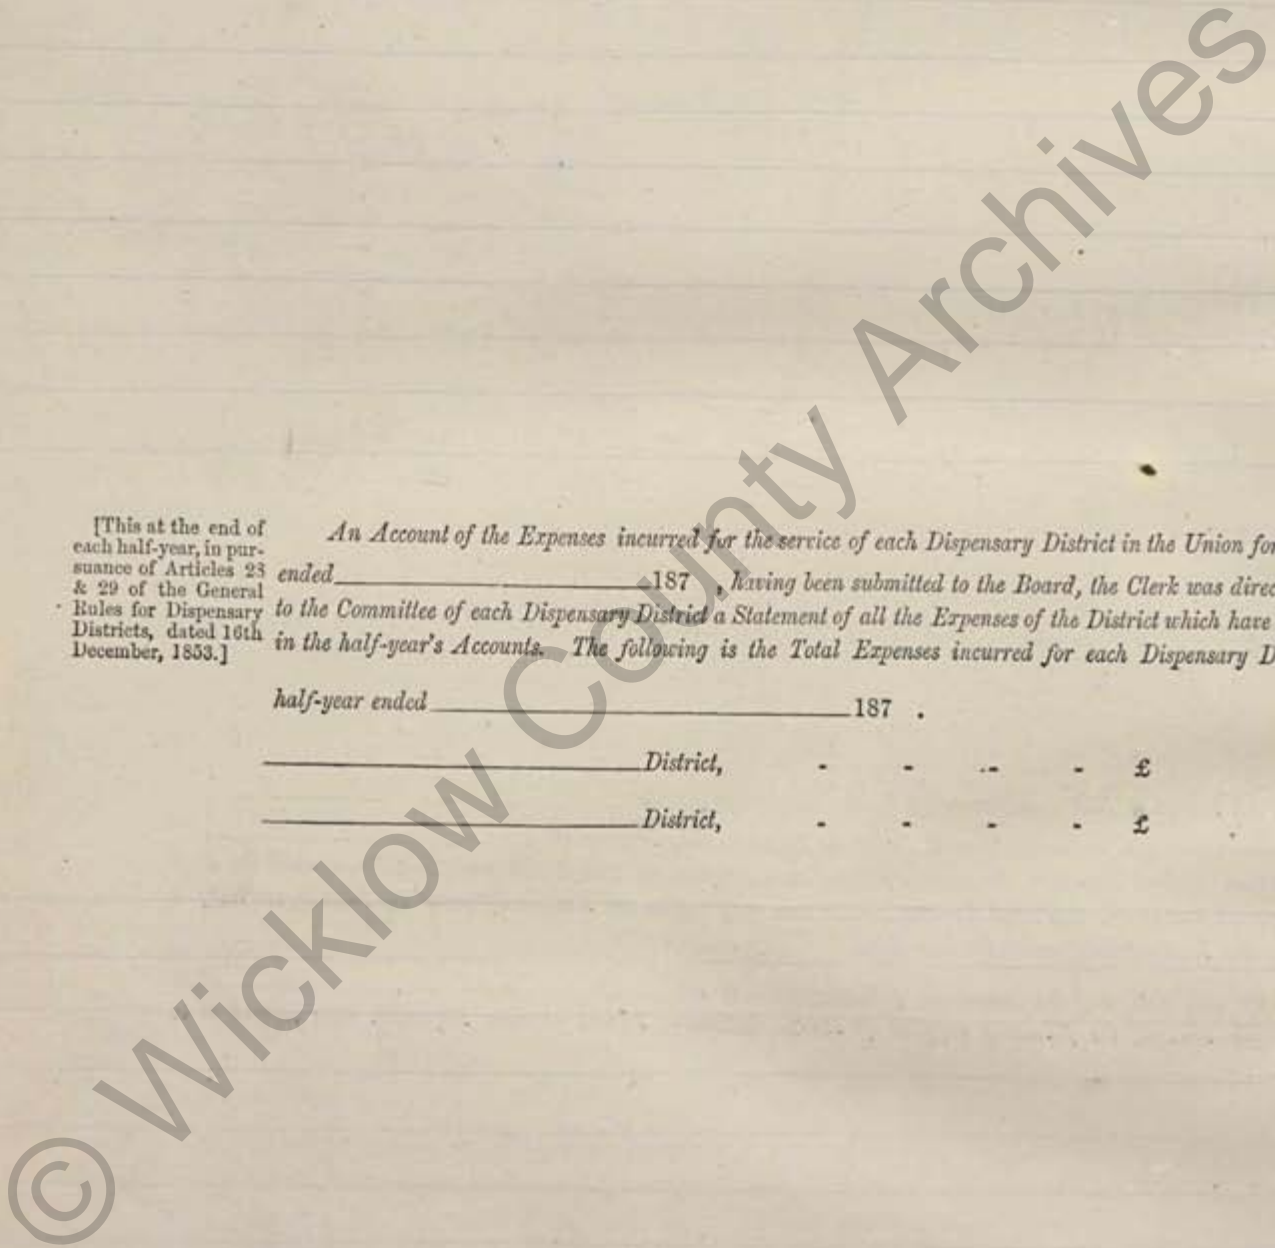 [This at the end of
each half-year, in pur-
suance of Articles 23
& 29 of the General
Rules for Dispensary
Districts, dated 16th
December, 1853.]
An Account of the Expenses incurred for the service of each Dispensary District in the Union for
ended 187 , having been submitted to the Board, the Clerk was direc
to the Committee of each Dispensary District a Statement of all the Expenses of the District which have
in the half-year's Accounts. The following is the Total Expenses incurred for each Dispensary D
half-year ended 187 .
District, - - - - £
District, - - - - £
© Wicklow County Archives